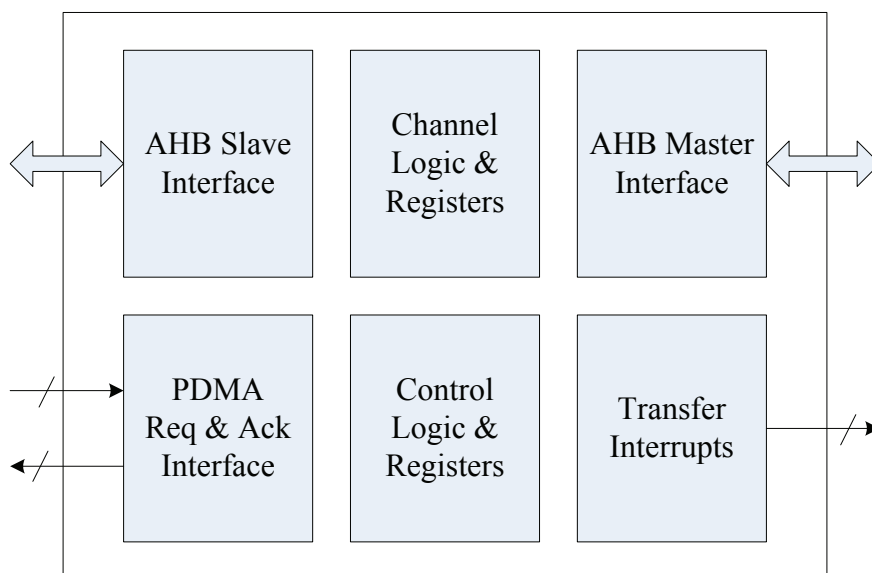 AHB Slave
Interface
Channel
Logic &
Registers
AHB Master
Interface
PDMA
Req & Ack
Interface
Control
Logic &
Registers
Transfer
Interrupts